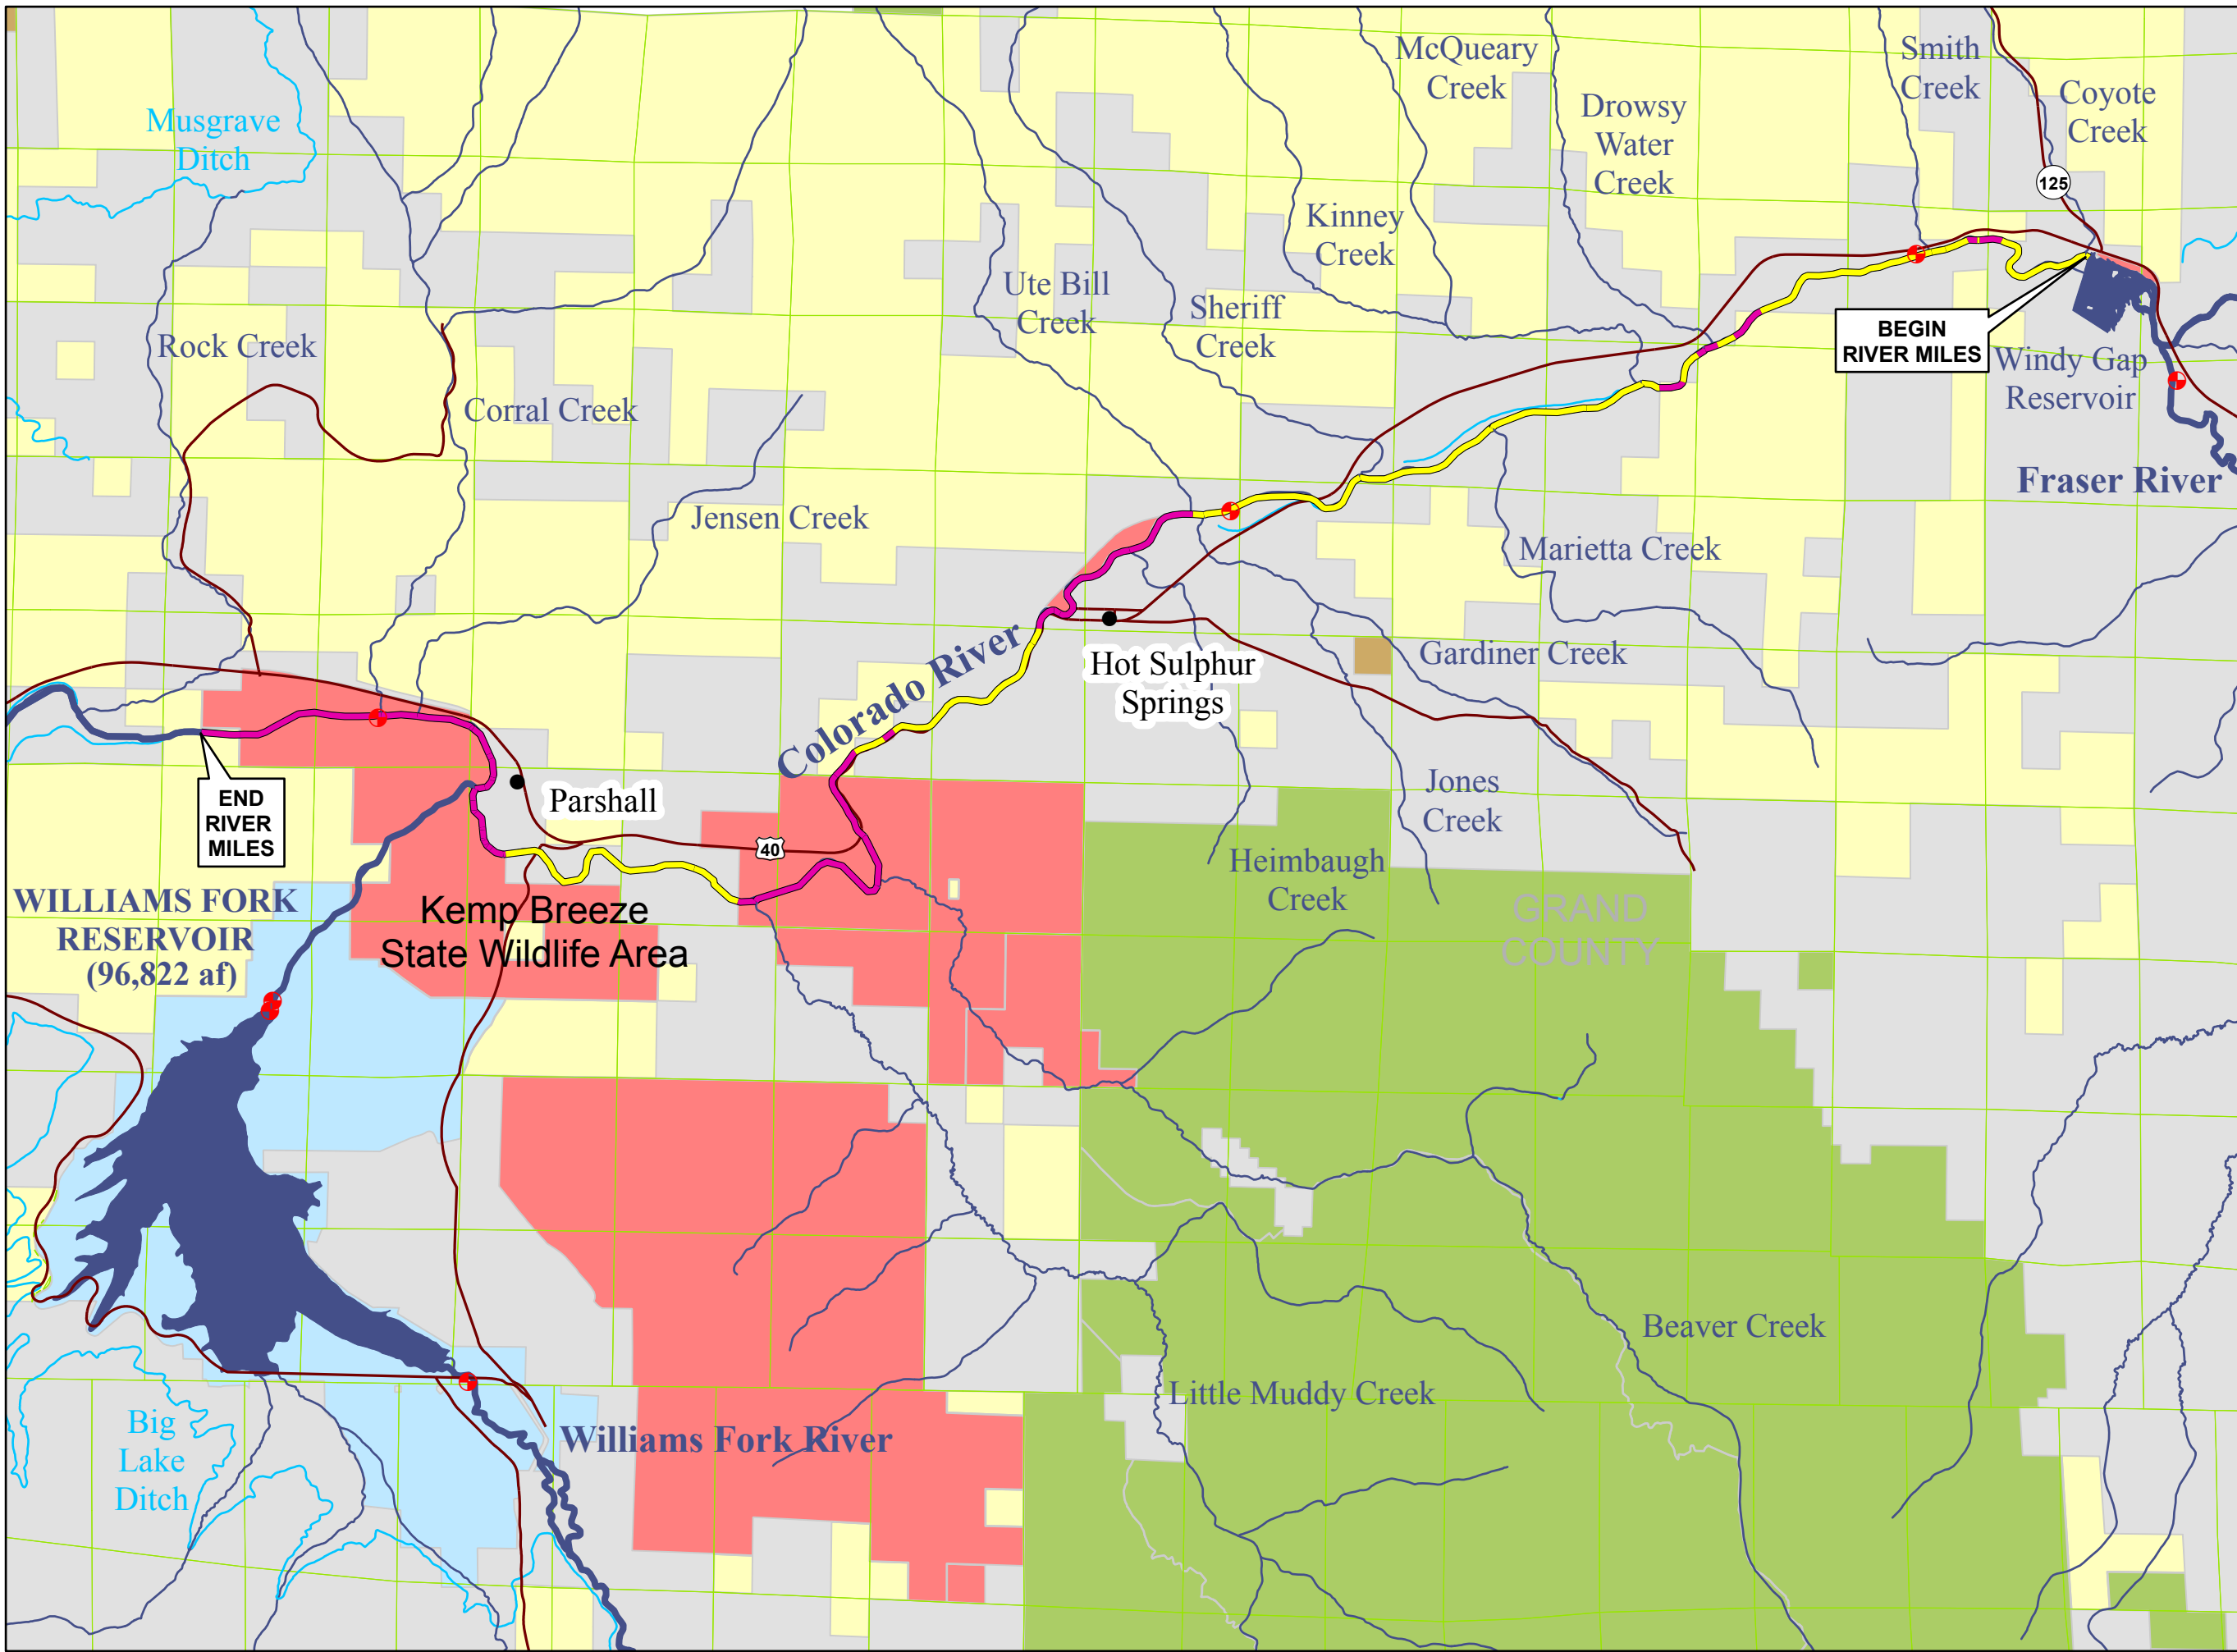 McQueary
Creek
Smith
Creek
Coyote
Creek
Drowsy
Water
Creek
Musgrave
Ditch
125
Kinney
Creek
Ute Bill
Creek
Sheriff
Creek
BEGIN
RIVER MILES
Windy Gap
Reservoir
Rock Creek
Corral Creek
Fraser River
Jensen Creek
Marietta Creek
Colorado River
Hot Sulphur
Springs
Gardiner Creek
END
RIVER
MILES
Parshall
40
Jones
Creek
Heimbaugh
Creek
WILLIAMS FORK
RESERVOIR
(96,822 af)
Kemp Breeze
State Wildlife Area
GRAND
COUNTY
Beaver Creek
Little Muddy Creek
Big
Lake
Ditch
Williams Fork River